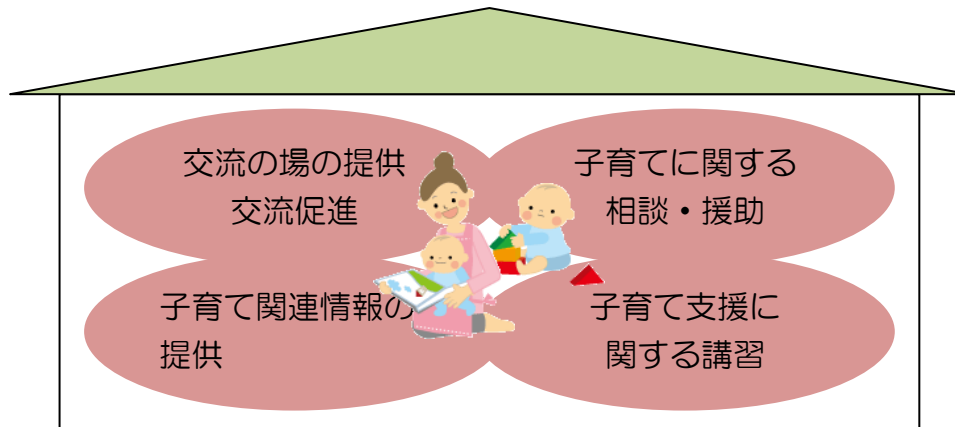 交流の場の提供
交流促進
子育てに関する
相談・援助
子育て関連情報の
提供
子育て支援に
関する講習